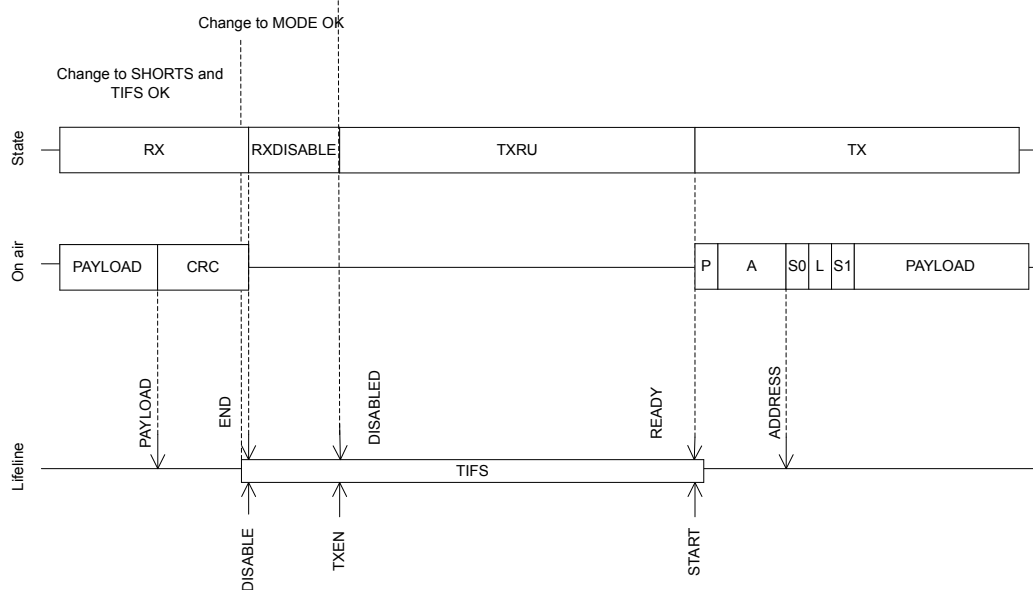 Change to MODE OK
Change to SHORTS and
TIFS OK
State
RX
RXDISABLE
TXRU
TX
On air
PAYLOAD
CRC
P
A
S0
L
S1
PAYLOAD
Lifeline
PAYLOAD
END
DISABLED
READY
ADDRESS
TIFS
DISABLE
TXEN
START